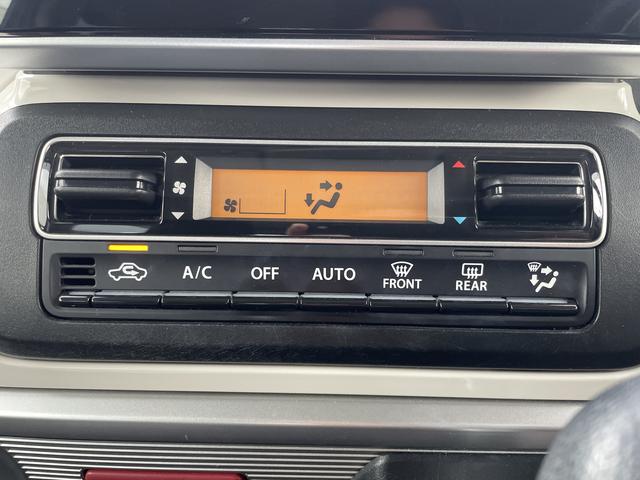 A/C OFF AUTO FRONT REAR